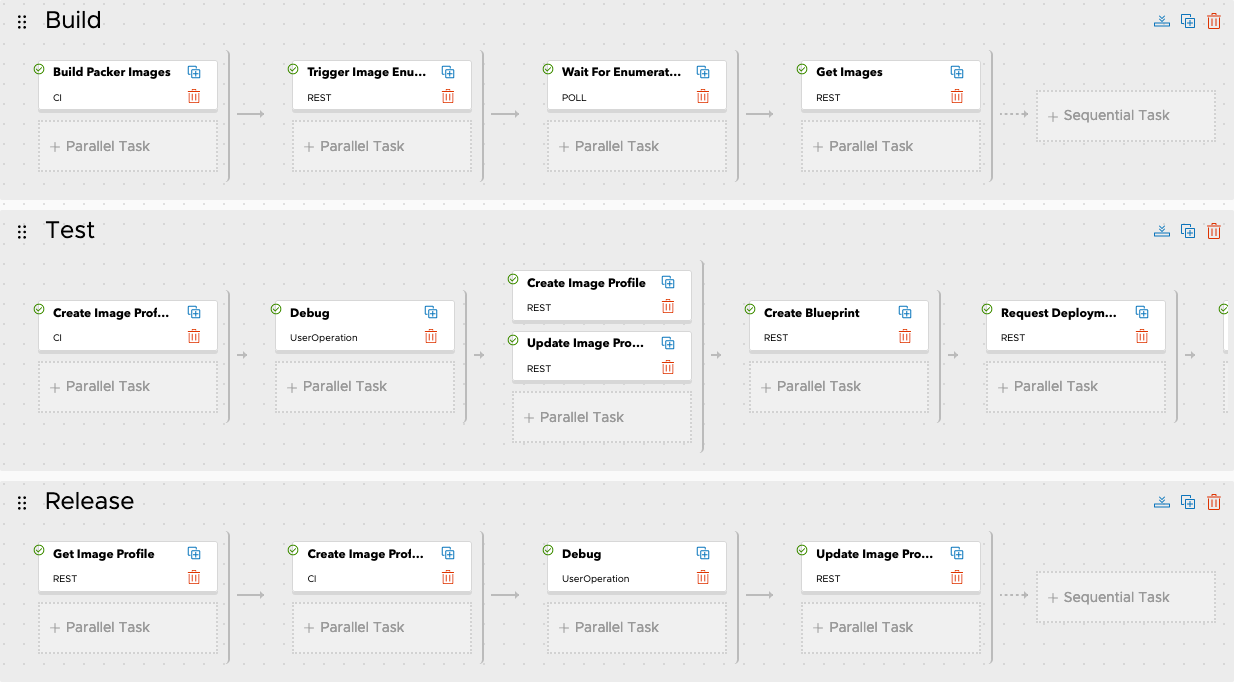 Build
Build Packer Images
CI
+ Parallel Task
Trigger Image Enu...
REST
+ Parallel Task
Wait For Enumerat...
POLL
+ Parallel Task
Get Images
REST
+ Parallel Task
+ Sequential Task
Test
Create Image Prof...
CI
+ Parallel Task
Debug
UserOperation
+ Parallel Task
Create Image Profile
REST
Update Image Pro...
REST
+ Parallel Task
Create Blueprint
REST
+ Parallel Task
Request Deploym...
REST
+ Parallel Task
Release
Get Image Profile
REST
+ Parallel Task
Create Image Prof...
CI
+ Parallel Task
Debug
UserOperation
+ Parallel Task
Update Image Pro...
REST
+ Parallel Task
+ Sequential Task